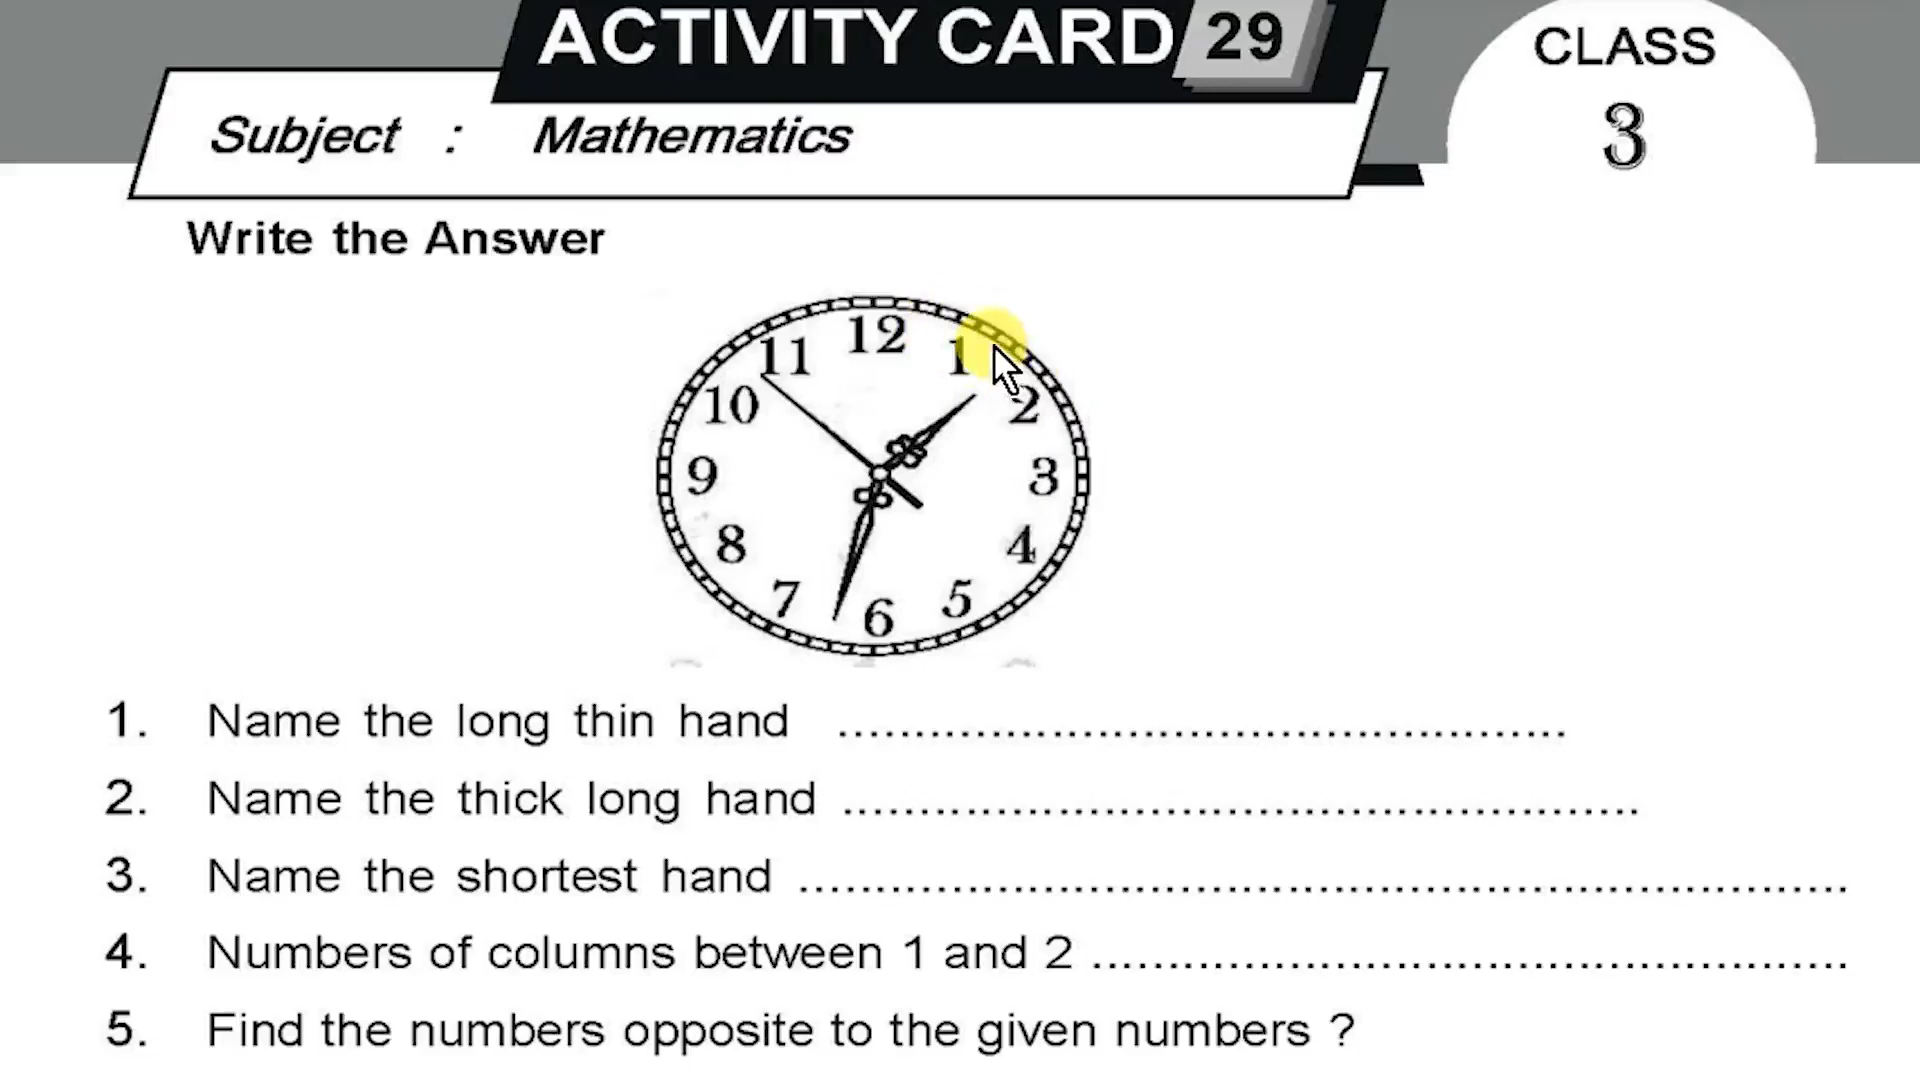 ACTIVITY CARD 29
CLASS
3
Subject : Mathematics
Write the Answer
12
11
1
10
2
9
3
8
4
7
5
6
1. Name the long thin hand ................................................
2. Name the thick long hand ....................................................
3. Name the shortest hand .....................................................................
4. Numbers of columns between 1 and 2 ..................................................
5. Find the numbers opposite to the given numbers ?